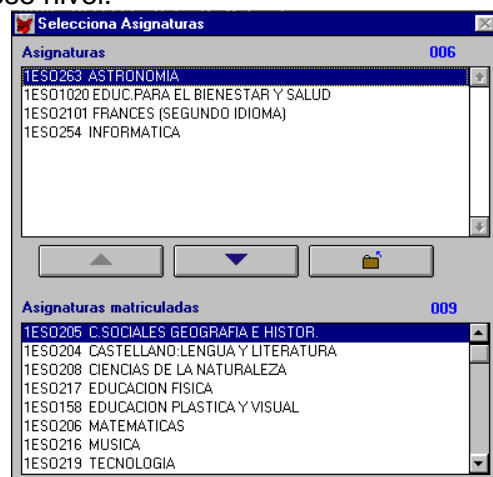 ese nivel.
Selecciona Asignaturas
Asignaturas 006
1ESO263 ASTRONOMIA
1ESO1020 EDUC.PARA EL BIENESTAR Y SALUD
1ESO2101 FRANCES (SEGUNDO IDIOMA)
1ESO254 INFORMATICA
Asignaturas matriculadas 009
1ESO205 C.SOCIALES GEOGRAFIA E HISTOR.
1ESO204 CASTELLANO:LENGUA Y LITERATURA
1ESO208 CIENCIAS DE LA NATURALEZA
1ESO217 EDUCACION FISICA
1ESO158 EDUCACION PLASTICA Y VISUAL
1ESO206 MATEMATICAS
1ESO216 MUSICA
1ESO219 TECNOLOGIA